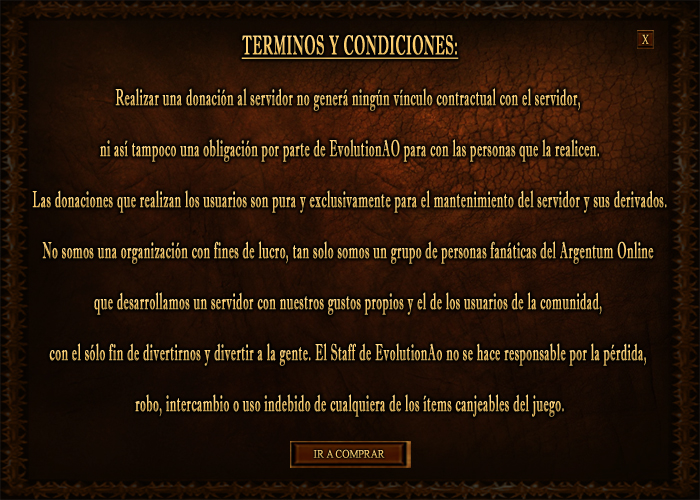 TERMINOS Y CONDICIONES:
X
Realizar una donación al servidor no generá ningún vínculo contractual con el servidor,
ni así tampoco una obligación por parte de EvolutionAO para con las personas que la realicen.
Las donaciones que realizan los usuarios son pura y exclusivamente para el mantenimiento del servidor y sus derivados.
No somos una organización con fines de lucro, tan solo somos un grupo de personas fanáticas del Argentum Online
que desarrollamos un servidor con nuestros gustos propios y el de los usuarios de la comunidad,
con el sólo fin de divertirnos y divertir a la gente. El Staff de EvolutionAo no se hace responsable por la pérdida,
robo, intercambio o uso indebido de cualquiera de los ítems canjeables del juego.
IR A COMPRAR